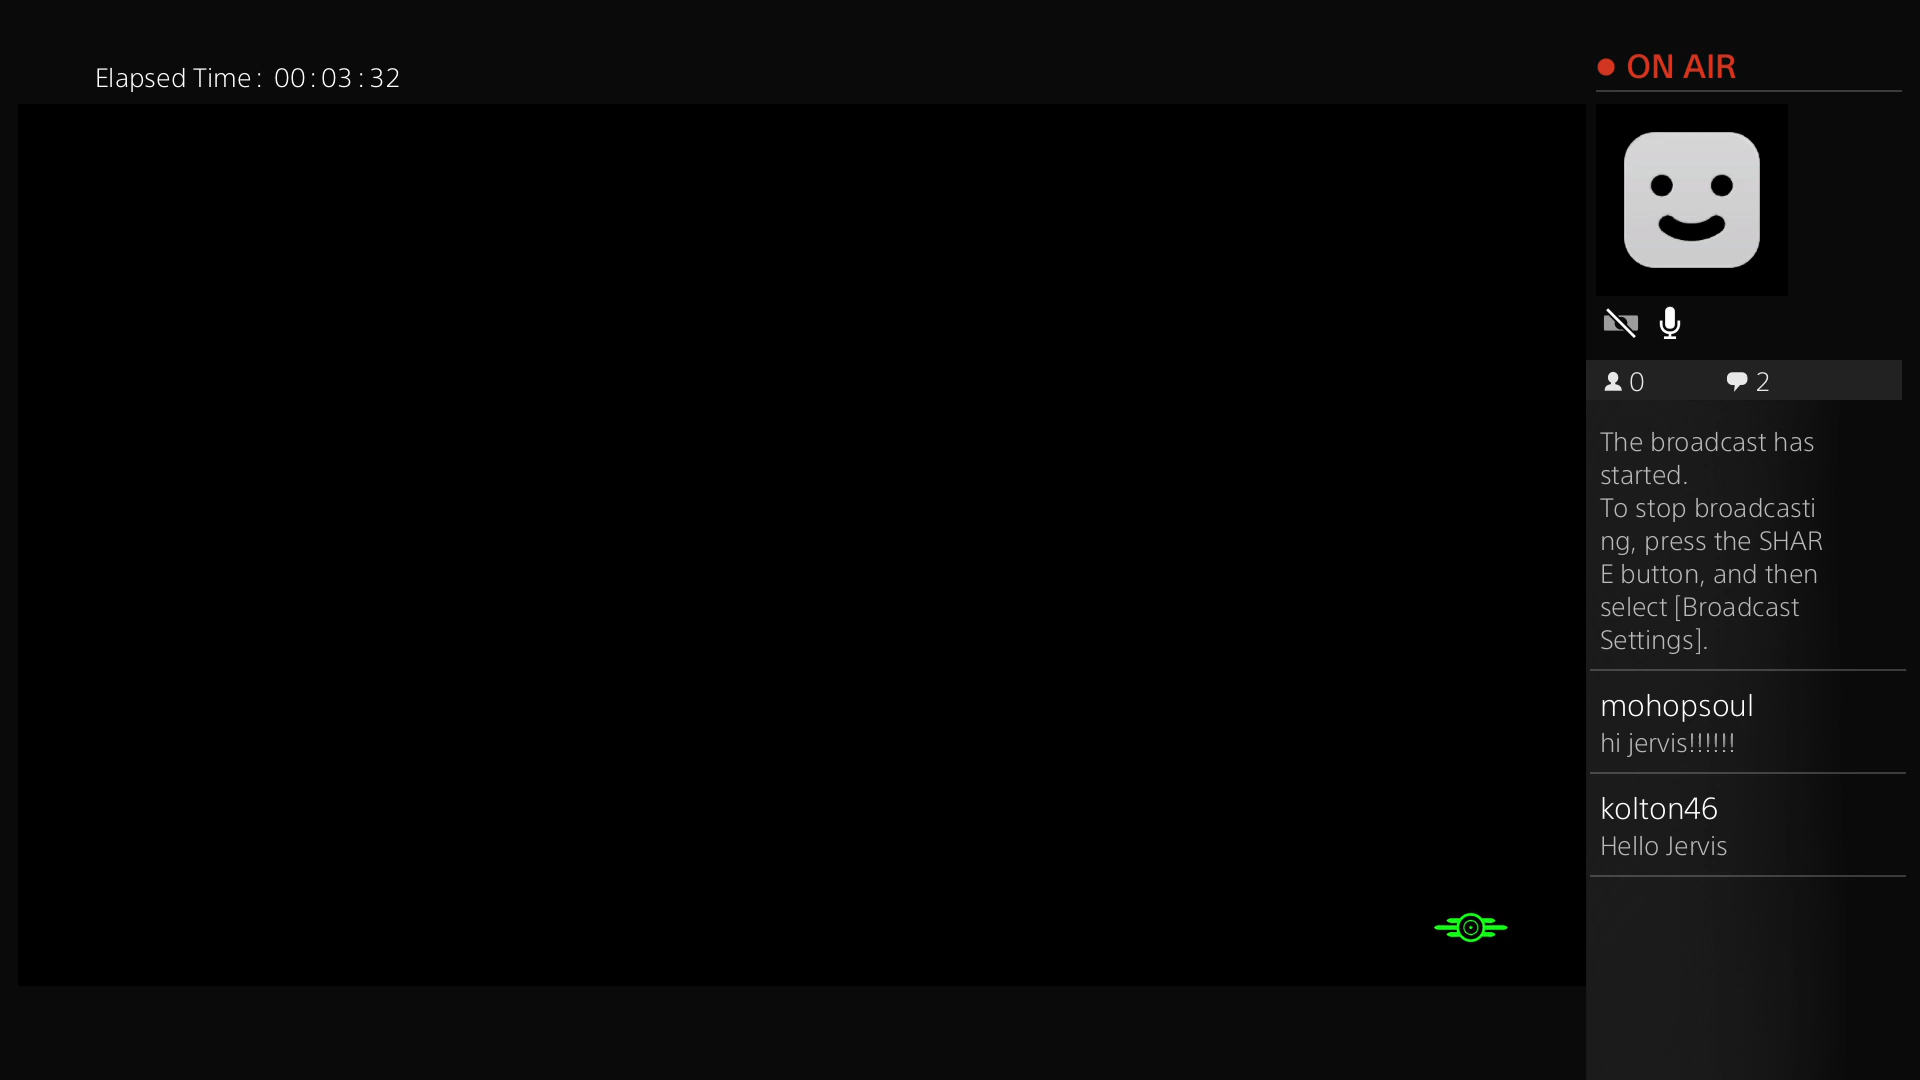 Elapsed Time: 00:03:32
ON AIR
0 2
The broadcast has
started.
To stop broadcasti
ng, press the SHAR
E button, and then
select [Broadcast
Settings].
mohopsoul
hi jervis!!!!!!
kolton46
Hello Jervis